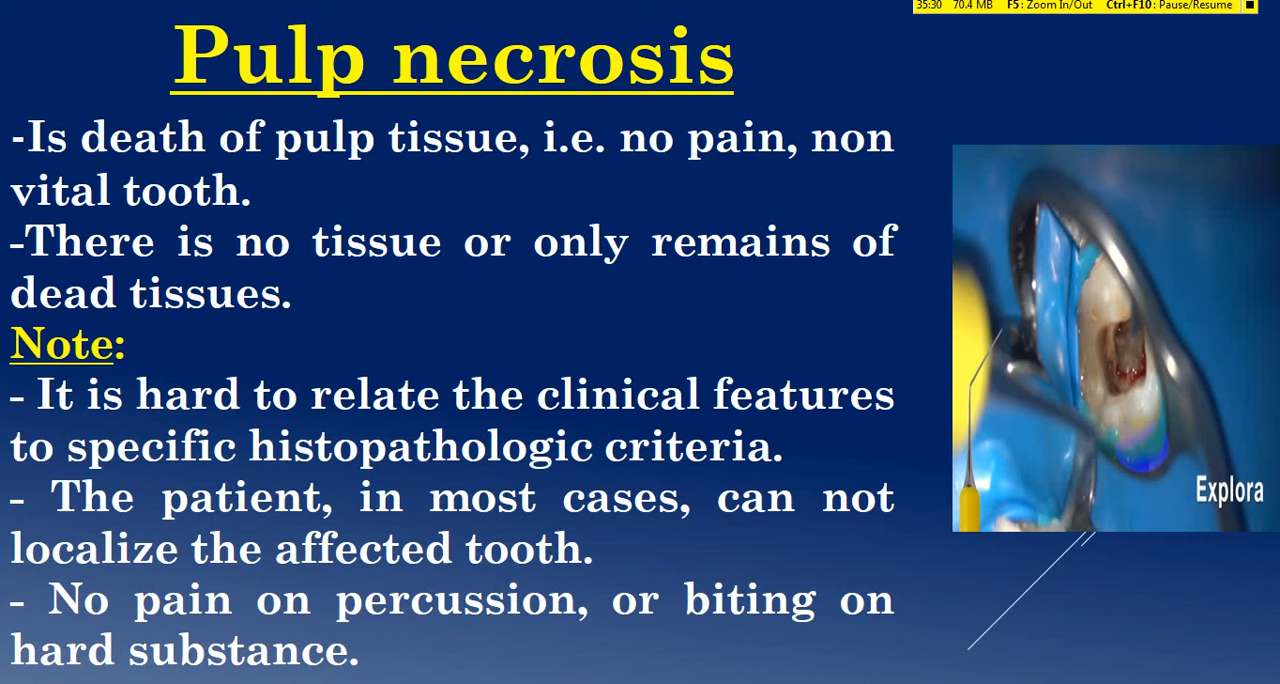 35:30 70.4 MB F5: Zoom In/Out Ctrl+F10: Pause/Resume
Pulp necrosis
-Is death of pulp tissue, i.e. no pain, non
vital tooth.
-There is no tissue or only remains of
dead tissues.
Note:
- It is hard to relate the clinical features
to specific histopathologic criteria.
- The patient, in most cases, can not
localize the affected tooth.
- No pain on percussion, or biting on
hard substance.
Explora